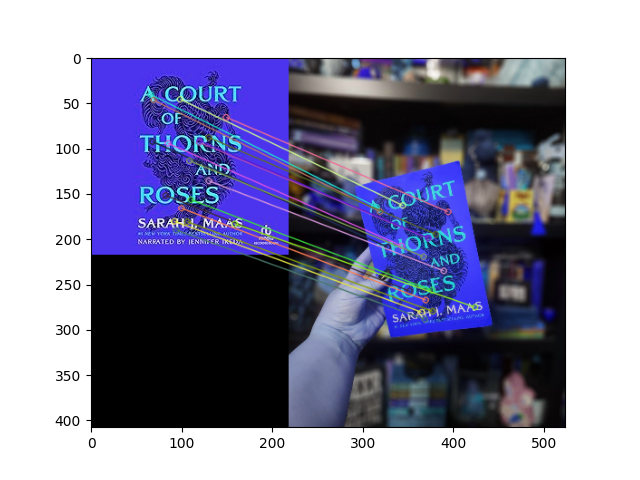 0
50
100
150
200
250
300
350
400
0
100
200
300
400
500
A COURT
OF
THORNS
AND
ROSES
SARAH J. MAAS
#1 NEW YORK TIMES BESTSELLING AUTHOR
NARRATED BY JENNIFER IKEDA
A COURT
OF
THORNS
AND
ROSES
SARAH J. MAAS
#1 NEW YORK TIMES BESTSELLING AUTHOR